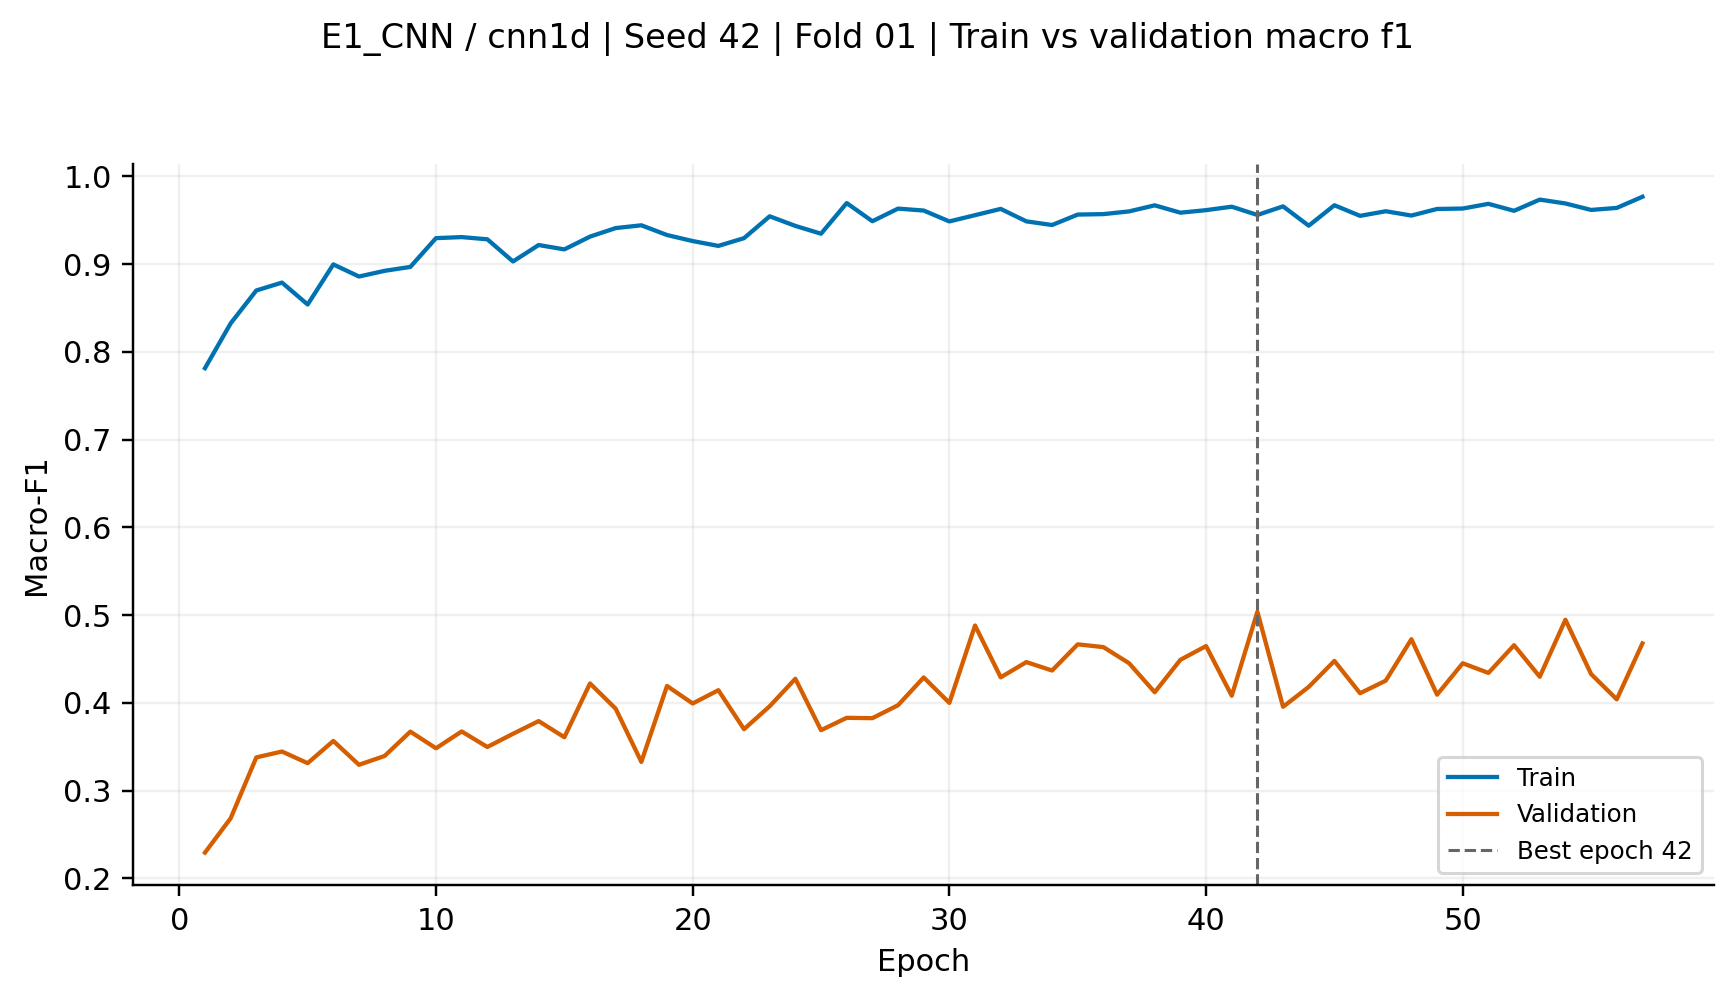 E1_CNN / cnn1d | Seed 42 | Fold 01 | Train vs validation macro f1
1.0
0.9
0.8
0.7
0.6
0.5
0.4
0.3
0.2
Macro-F1
Train
Validation
Best epoch 42
0 10 20 30 40 50
Epoch